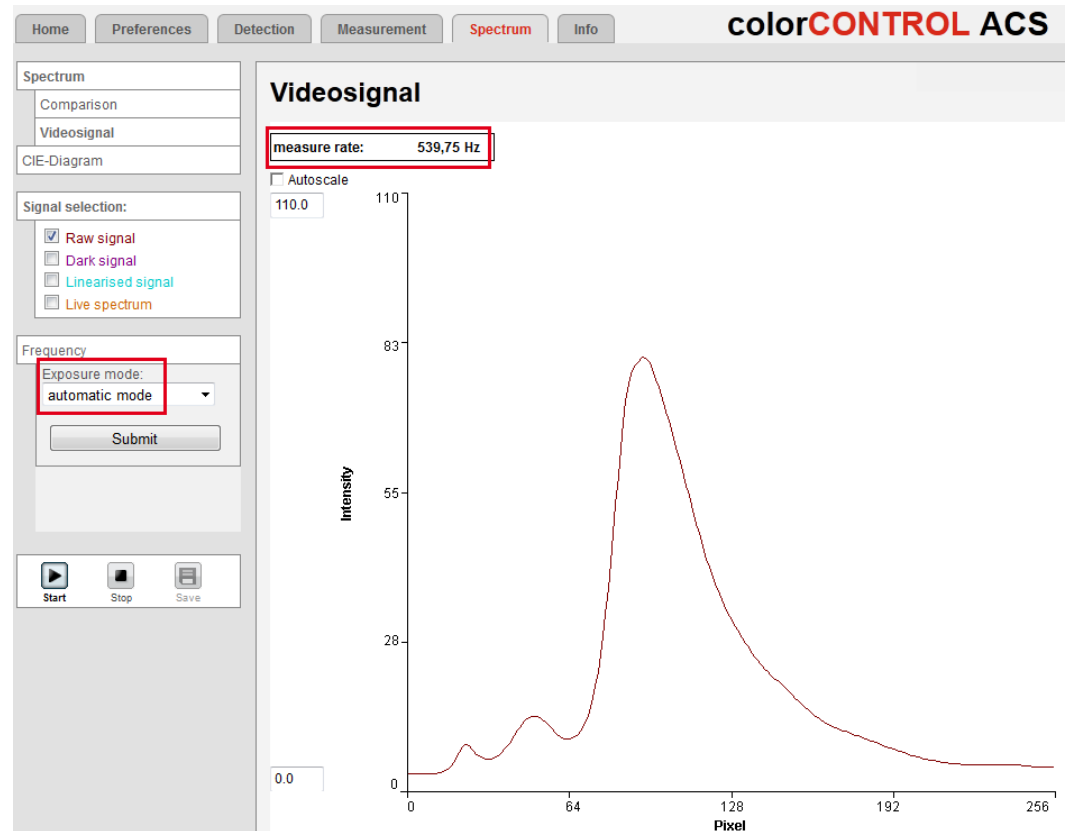 Home Preferences Detection Measurement Spectrum Info colorCONTROL ACS
Spectrum
Comparison
Videosignal
CIE-Diagram
Signal selection:
Raw signal
Dark signal
Linearised signal
Live spectrum
Frequency
Exposure mode:
automatic mode
Submit
Start Stop Save
Videosignal
measure rate: 539,75 Hz
Autoscale
110.0
0.0
110
83
55
28
0
Intensity
0 64 128 192 256
Pixel